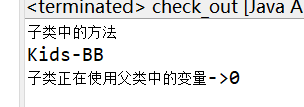 <terminated> check_out [Java A
子类中的方法
Kids-BB
子类正在使用父类中的变量->0